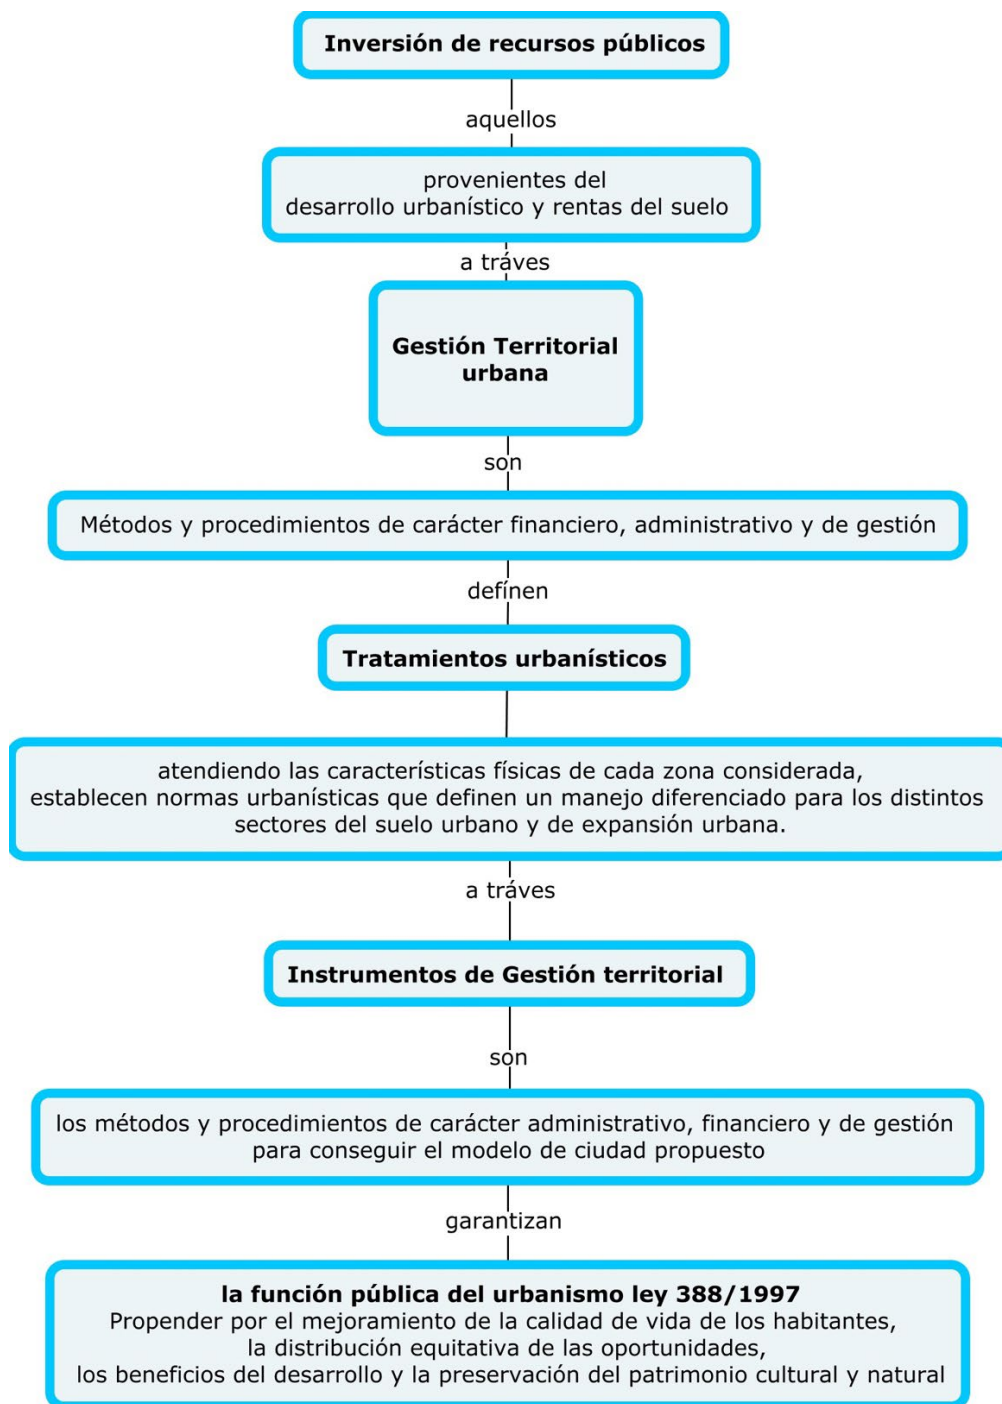 Inversión de recursos públicos
aquellos
provenientes del
desarrollo urbanístico y rentas del suelo
a tráves
Gestión Territorial
urbana
son
Métodos y procedimientos de carácter financiero, administrativo y de gestión
defínen
Tratamientos urbanísticos
atendiendo las características físicas de cada zona considerada,
establecen normas urbanísticas que definen un manejo diferenciado para los distintos
sectores del suelo urbano y de expansión urbana.
a tráves
Instrumentos de Gestión territorial
son
los métodos y procedimientos de carácter administrativo, financiero y de gestión
para conseguir el modelo de ciudad propuesto
garantizan
la función pública del urbanismo ley 388/1997
Propender por el mejoramiento de la calidad de vida de los habitantes,
la distribución equitativa de las oportunidades,
los beneficios del desarrollo y la preservación del patrimonio cultural y natural